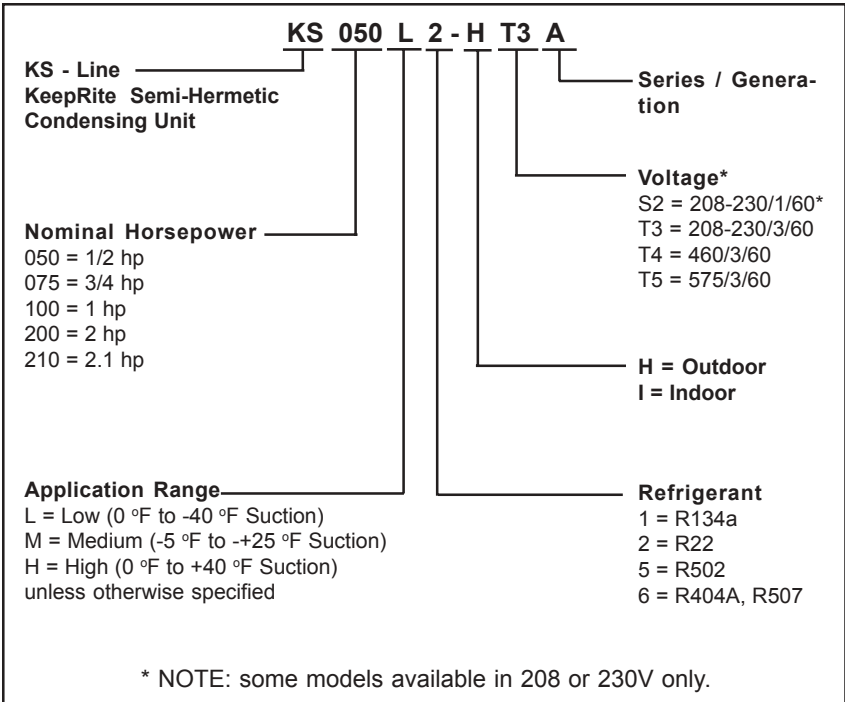 KS 050 L 2 - H T3 A
KS - Line
KeepRite Semi-Hermetic
Condensing Unit
Nominal Horsepower
050 = 1/2 hp
075 = 3/4 hp
100 = 1 hp
200 = 2 hp
210 = 2.1 hp
Application Range
L = Low (0 °F to -40 °F Suction)
M = Medium (-5 °F to -+25 °F Suction)
H = High (0 °F to +40 °F Suction)
unless otherwise specified
Series / Genera-
tion
Voltage*
S2 = 208-230/1/60*
T3 = 208-230/3/60
T4 = 460/3/60
T5 = 575/3/60
H = Outdoor
I = Indoor
Refrigerant
1 = R134a
2 = R22
5 = R502
6 = R404A, R507
* NOTE: some models available in 208 or 230V only.